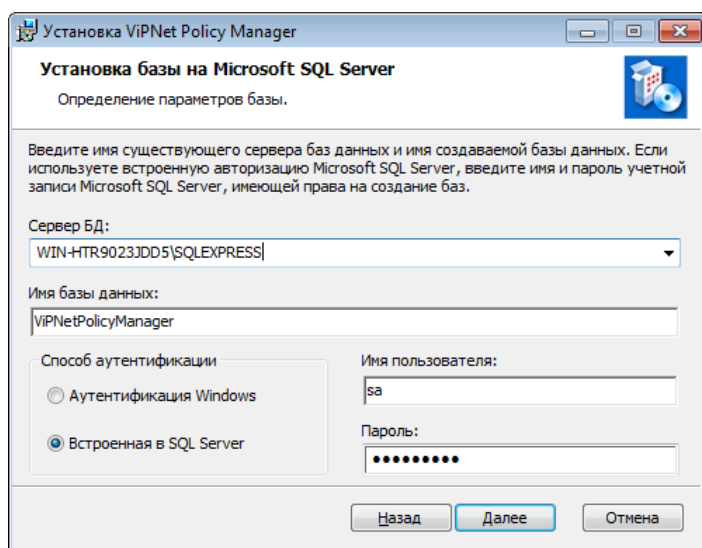 Установка ViPNet Policy Manager
Установка базы на Microsoft SQL Server
Определение параметров базы.
Введите имя существующего сервера баз данных и имя создаваемой базы данных. Если
используете встроенную авторизацию Microsoft SQL Server, введите имя и пароль учетной
записи Microsoft SQL Server, имеющей права на создание баз.
Сервер БД:
WIN-HTR9023JDD5\SQLEXPRESS
Имя базы данных:
ViPNetPolicyManager
Способ аутентификации
Аутентификация Windows
Встроенная в SQL Server
Имя пользователя:
sa
Пароль:
●●●●●●●●●
Назад Далее Отмена